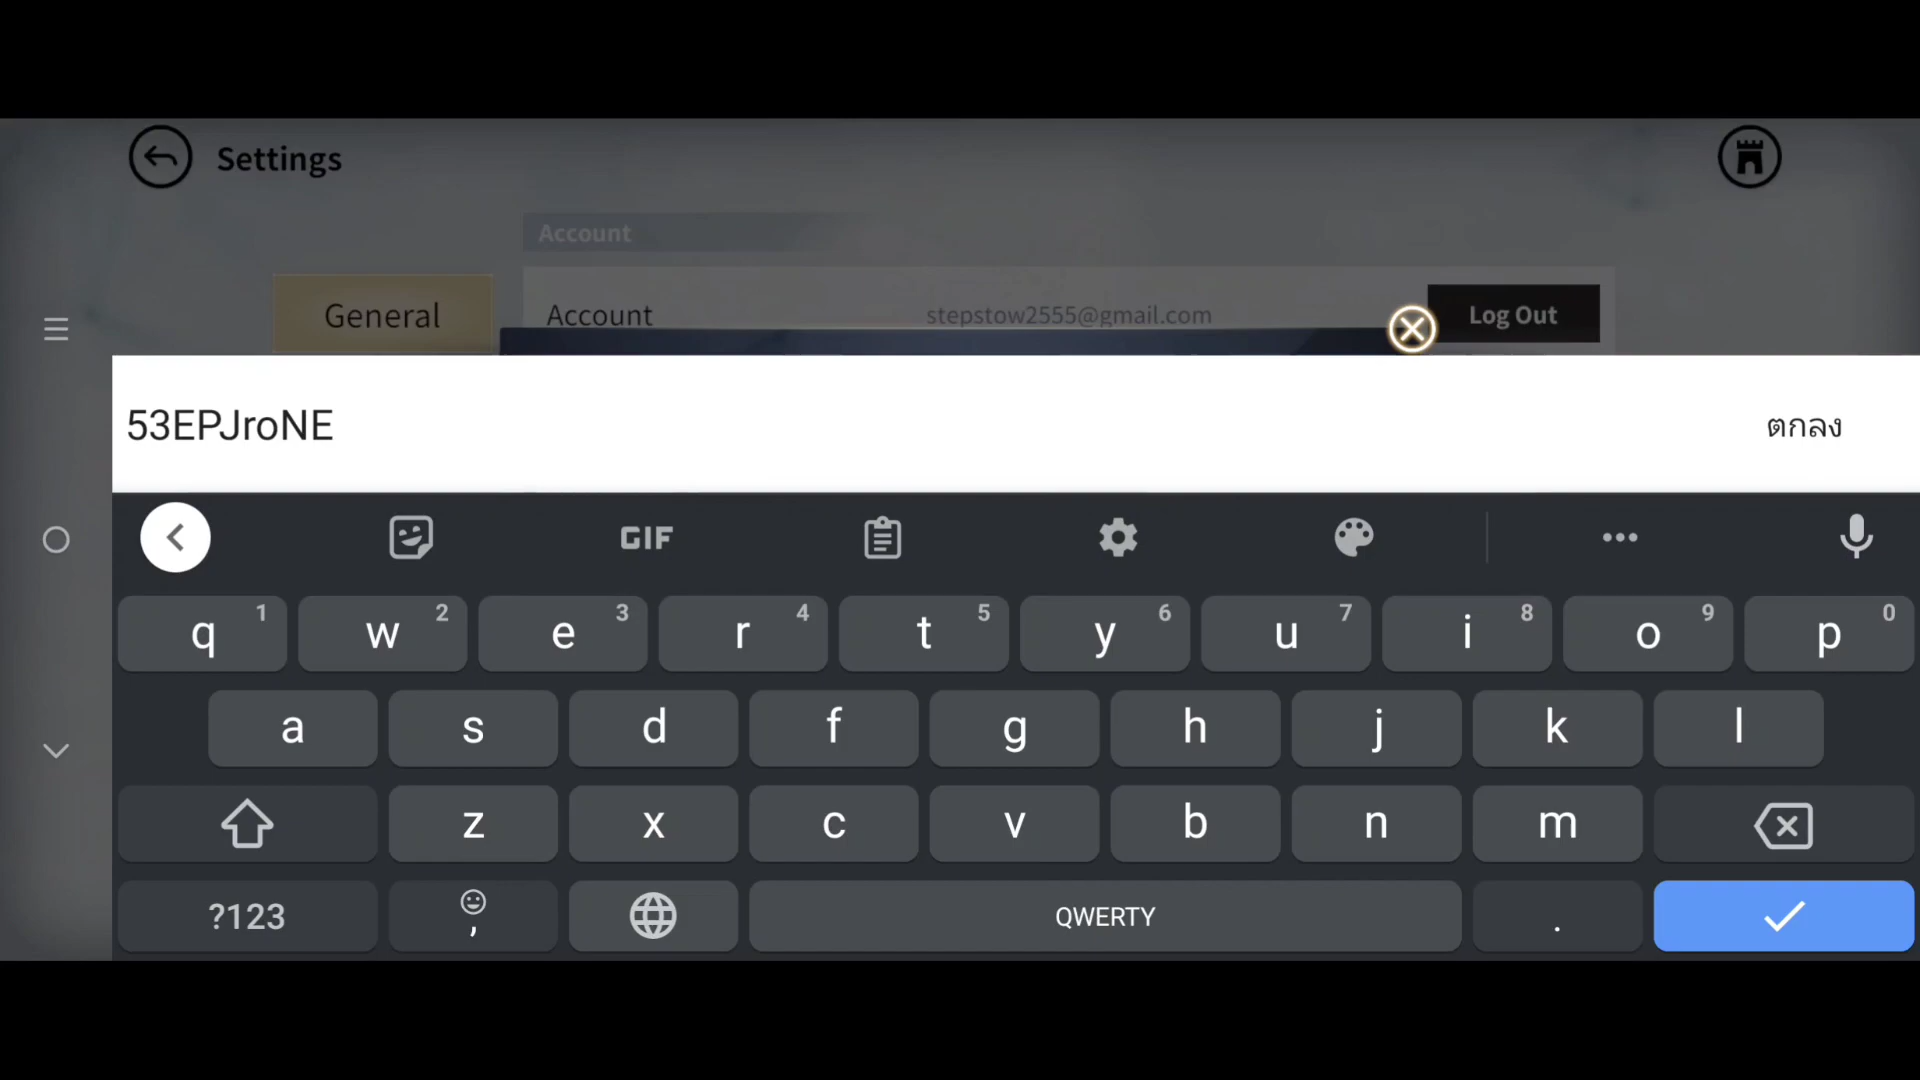 Settings
Account
General
Account
stepstow2555@gmail.com
Log Out
53EPJroNE
ตกลง
GIF
q 1 w 2 e 3 r 4 t 5 y 6 u 7 i 8 o 9 p 0
a s d f g h j k l
z x c v b n m
?123 , QWERTY .